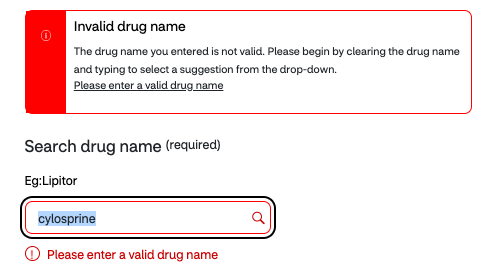 Invalid drug name
The drug name you entered is not valid. Please begin by clearing the drug name
and typing to select a suggestion from the drop-down.
Please enter a valid drug name
Search drug name (required)
Eg:Lipitor
cylosprine
Please enter a valid drug name